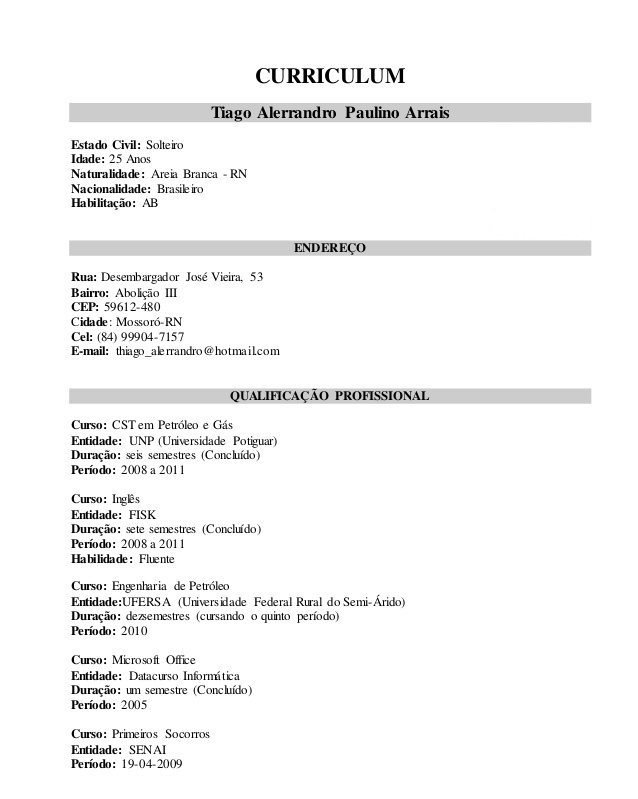 CURRICULUM
Tiago Alerrandro Paulino Arrais
Estado Civil: Solteiro
Idade: 25 Anos
Naturalidade: Areia Branca - RN
Nacionalidade: Brasileiro
Habilitação: AB
ENDEREÇO
Rua: Desembargador José Vieira, 53
Bairro: Abolição III
CEP: 59612-480
Cidade: Mossoró-RN
Cel: (84) 99904-7157
E-mail: thiago_alerrandro@hotmail.com
QUALIFICAÇÃO PROFISSIONAL
Curso: CST em Petróleo e Gás
Entidade: UNP (Universidade Potiguar)
Duração: seis semestres (Concluído)
Período: 2008 a 2011
Curso: Inglês
Entidade: FISK
Duração: sete semestres (Concluído)
Período: 2008 a 2011
Habilidade: Fluente
Curso: Engenharia de Petróleo
Entidade:UFERSA (Universidade Federal Rural do Semi-Árido)
Duração: dezsemestres (cursando o quinto período)
Período: 2010
Curso: Microsoft Office
Entidade: Datacurso Informática
Duração: um semestre (Concluído)
Período: 2005
Curso: Primeiros Socorros
Entidade: SENAI
Período: 19-04-2009